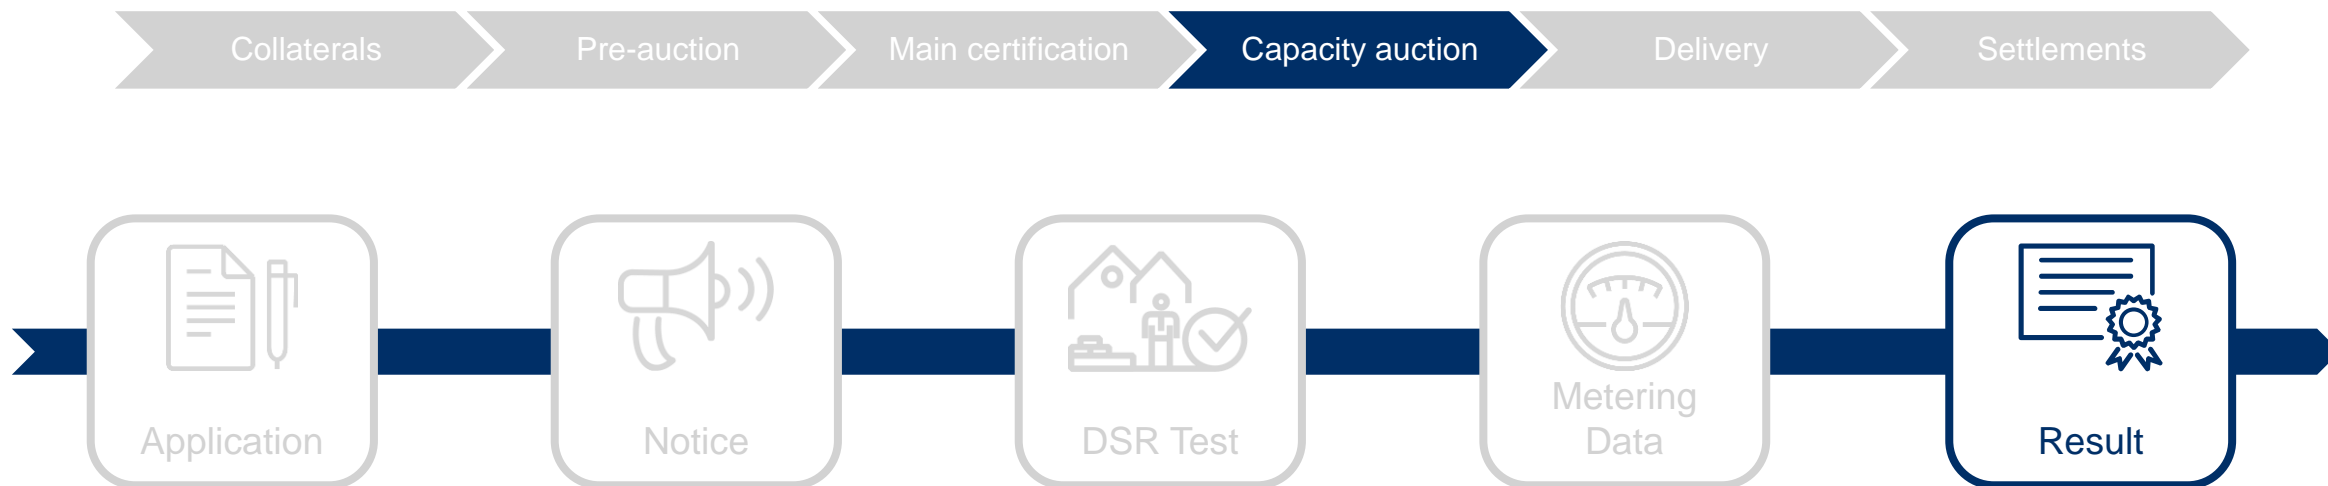 Collaterals
Pre-auction
Main certification
Capacity auction
Delivery
Settlements
Application
Notice
DSR Test
Metering
Data
Result